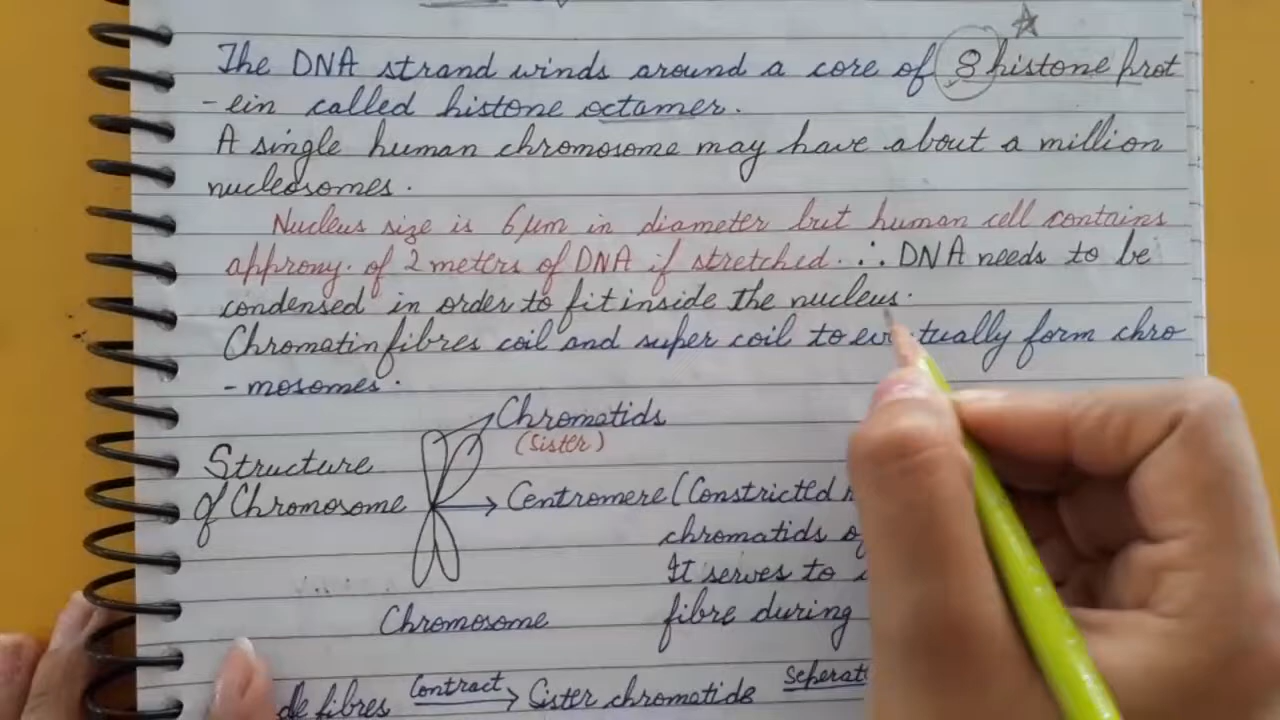 The DNA strand winds around a core of 8 histone prot
-ein called histone octamer.
A single human chromosome may have about a million
nucleosomes.
Nucleus size is 6 μm in diameter but human cell contains
approny. of 2 meters of DNA if stretched. ∴ DNA needs to be
condensed in order to fit inside the nucleus.
Chromatin fibres coil and super coil to eventually form chro
-mosomes.
Chromatids
(Sister)
Structure
of Chromosome
Centromere (Constricted
chromatids
It serves to
fibre during
Chromosome
fibres Contract Sister chromatids